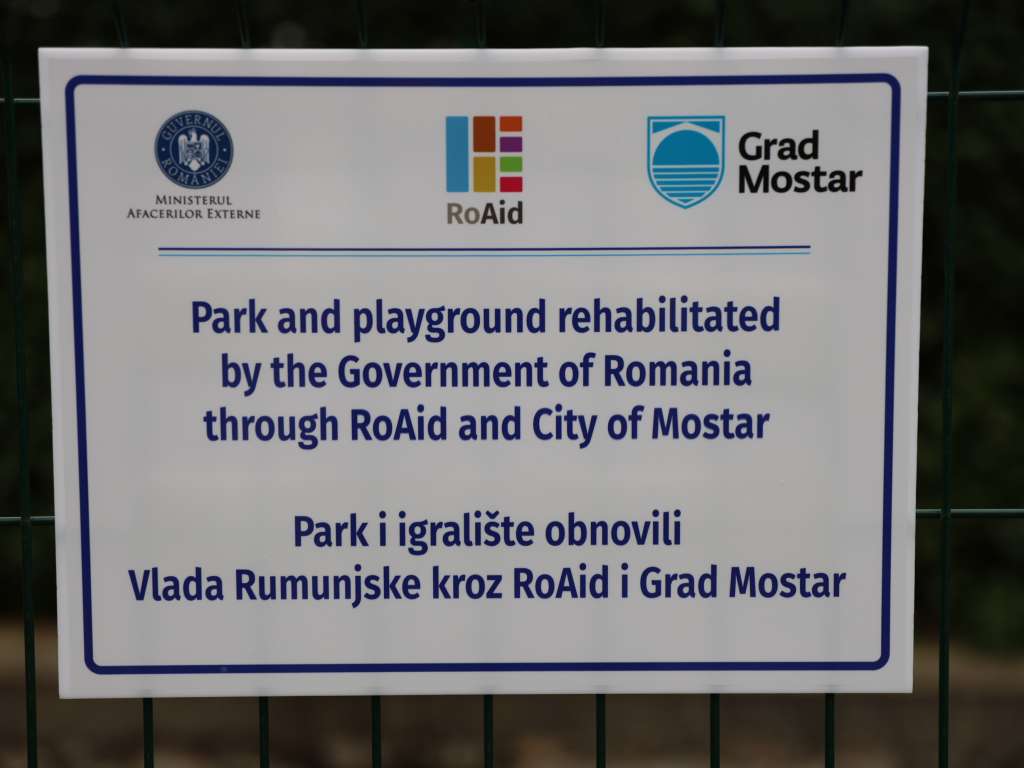 GUVERNUL ROMÂNIEI
MINISTERUL
AFACERILOR EXTERNE
RoAid
Grad
Mostar
Park and playground rehabilitated
by the Government of Romania
through RoAid and City of Mostar
Park i igralište obnovili
Vlada Rumunjske kroz RoAid i Grad Mostar